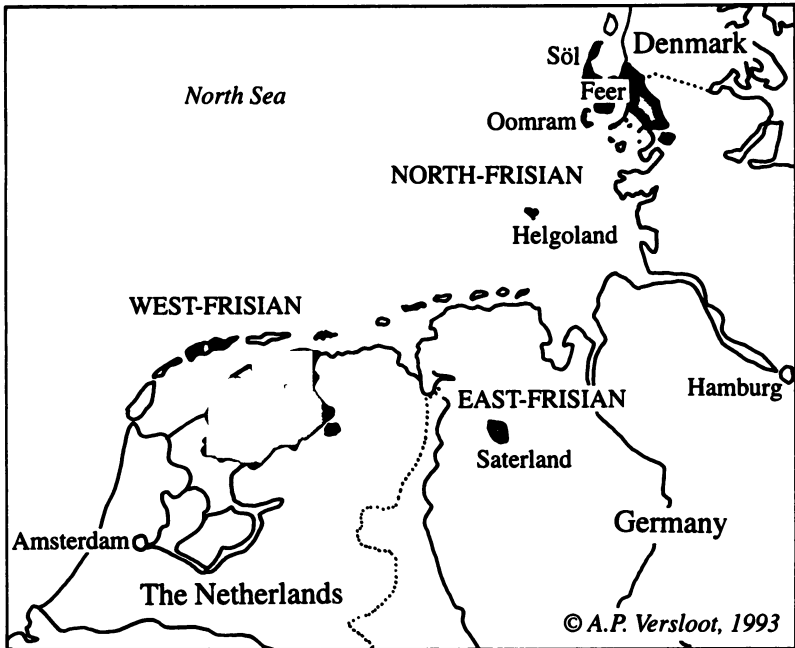 Söl
Denmark
North Sea
Feer
Oomram
NORTH-FRISIAN
Helgoland
WEST-FRISIAN
Hamburg
EAST-FRISIAN
Saterland
Germany
Amsterdam
The Netherlands
© A.P. Versloot, 1993